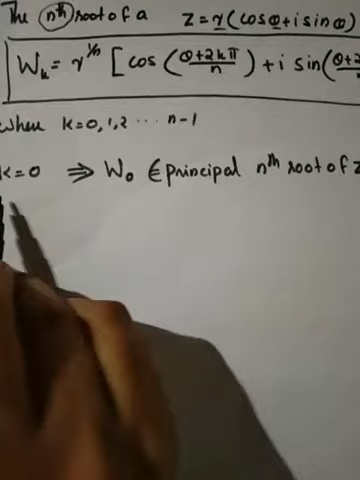 The nth root of a z = r(cosθ + i sinθ)
Wₖ = r^(1/n) [cos((θ+2kπ)/n) + i sin((θ+2
when k=0,1,2 ⋯ n-1
k=0 ⇒ W₀ ∈ principal nth root of z